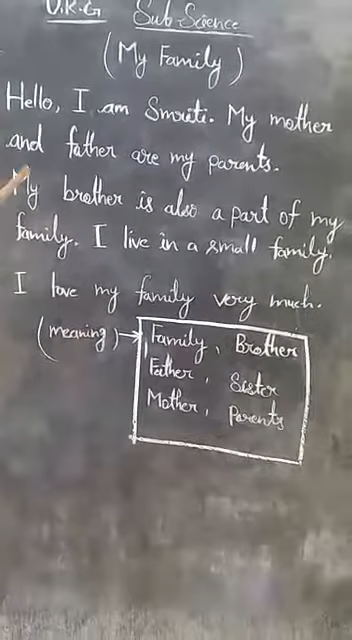 U.K.G Sub Science
(My Family)
Hello, I am Smriti. My mother
and father are my parents.
My brother is also a part of my
family. I live in a small family.
I love my family very much.
(meaning) → Family, Brother
Father, Sister
Mother, Parents